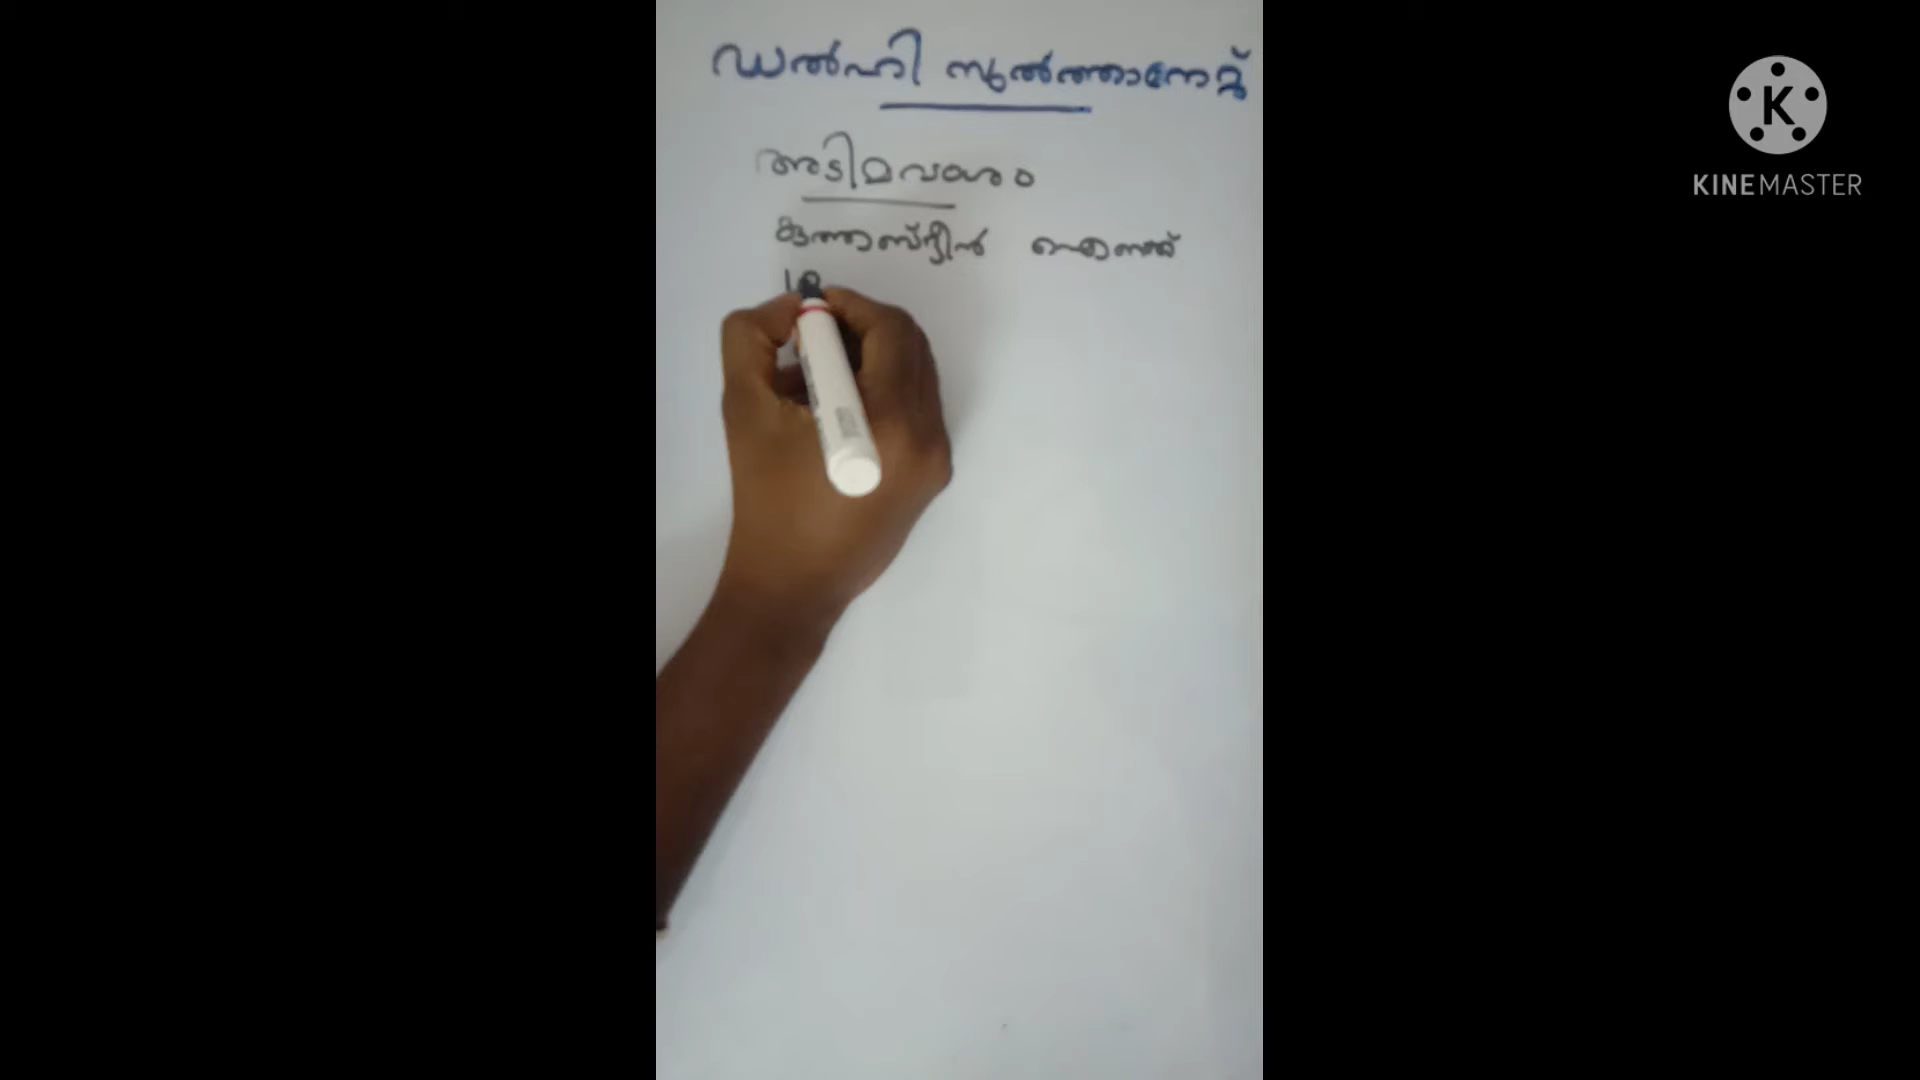 ഡൽഹി സുൽത്താനേറ്റ്
അടിമവംശം
കുത്തബ്ദ്ദീൻ ഐബക്ക്
K
KINEMASTER